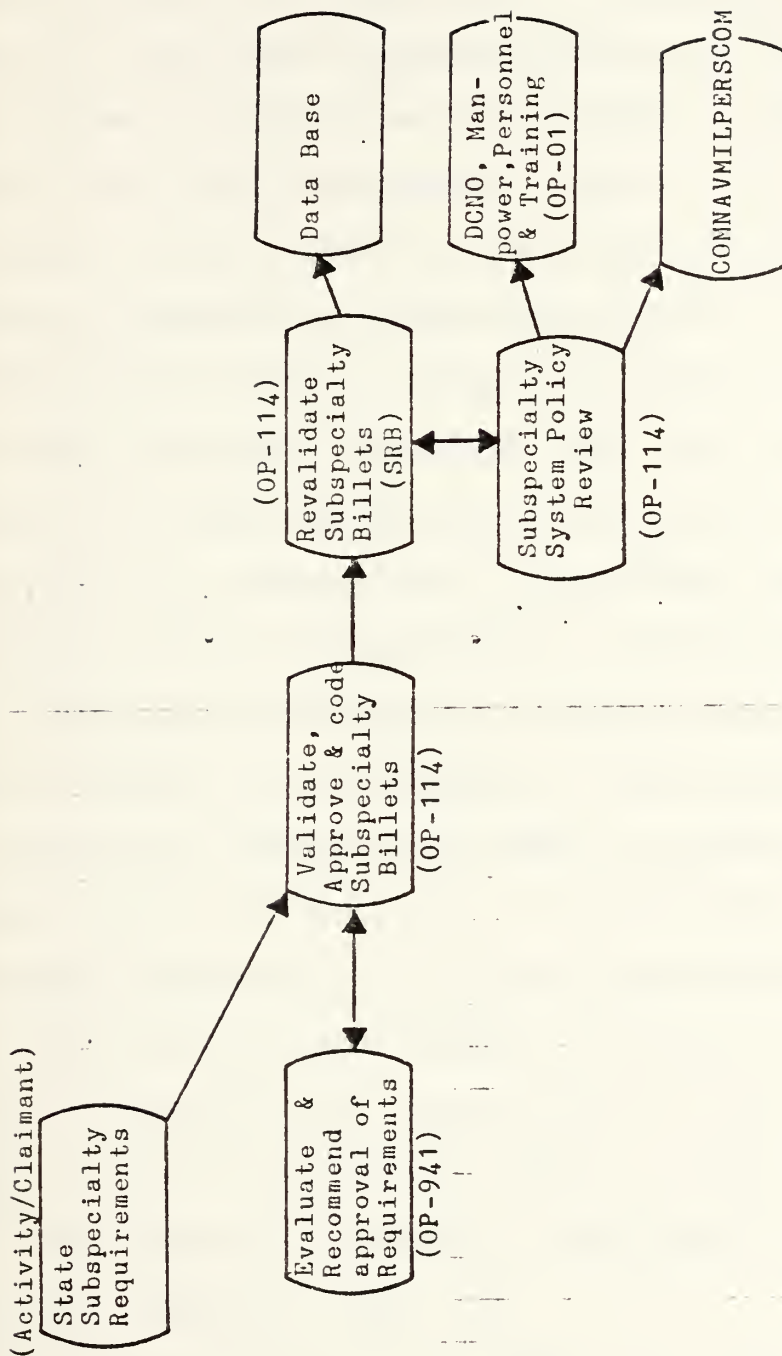 (Activity/Claimant)
State
Subspecialty
Requirements
Evaluate &
Recommend
approval of
Requirements
(OP-941)
Validate,
Approve & code
Subspecialty
Billets
(OP-114)
(OP-114)
Revalidate
Subspecialty
Billets
(SRB)
Subspecialty
System Policy
Review
(OP-114)
Data Base
DCNO, Man-
power,Personnel
& Training
(OP-01)
COMNAVMILPERSCOM